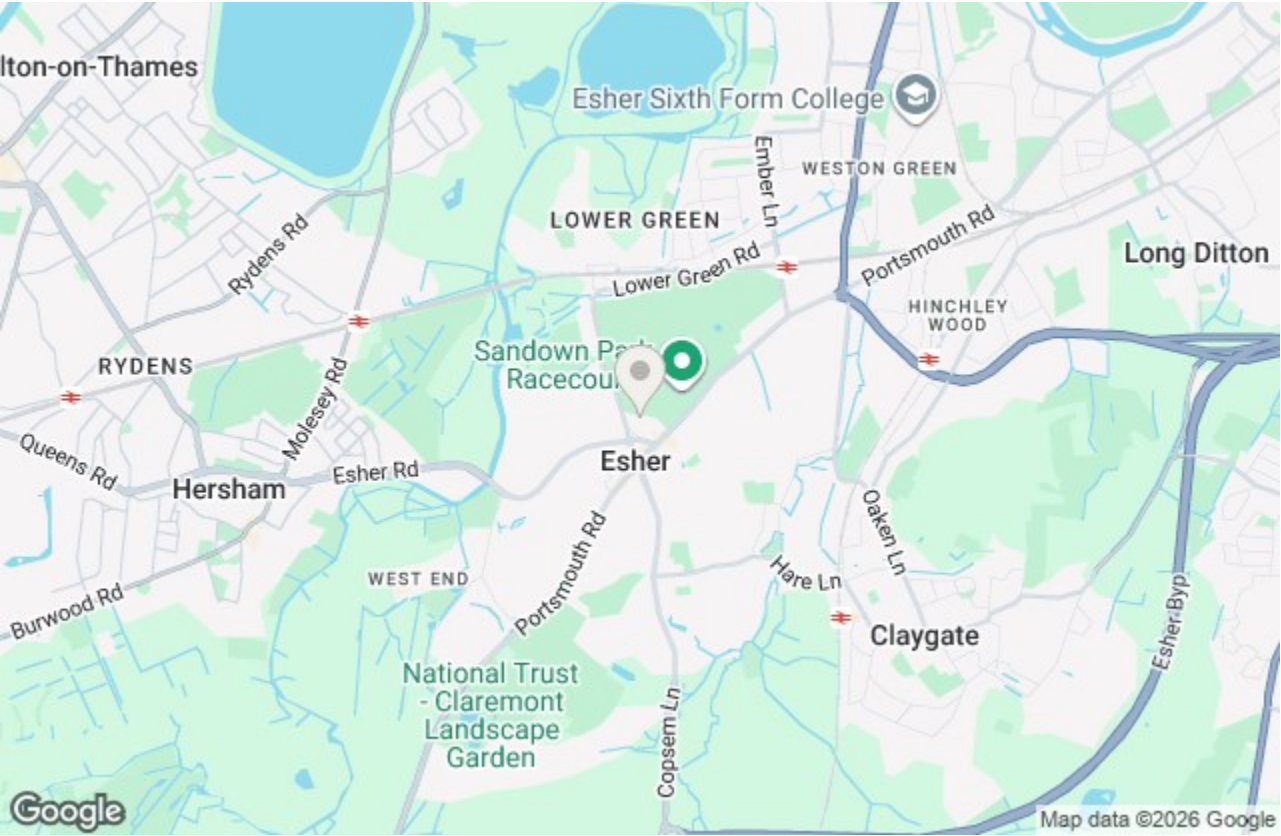 lton-on-Thames
Esher Sixth Form College
Ember Ln
WESTON GREEN
LOWER GREEN
Rydens Rd
Portsmouth Rd
Long Ditton
Lower Green Rd
HINCHLEY
WOOD
RYDENS
Sandown Park
Racecour
Molesey Rd
Queens Rd
Esher Rd
Esher
Hersham
Oaken Ln
Portsmouth Rd
WEST END
Hare Ln
Burwood Rd
Claygate
Esher Byp
National Trust
- Claremont
Landscape
Garden
Copsem Ln
Google
Map data ©2026 Google